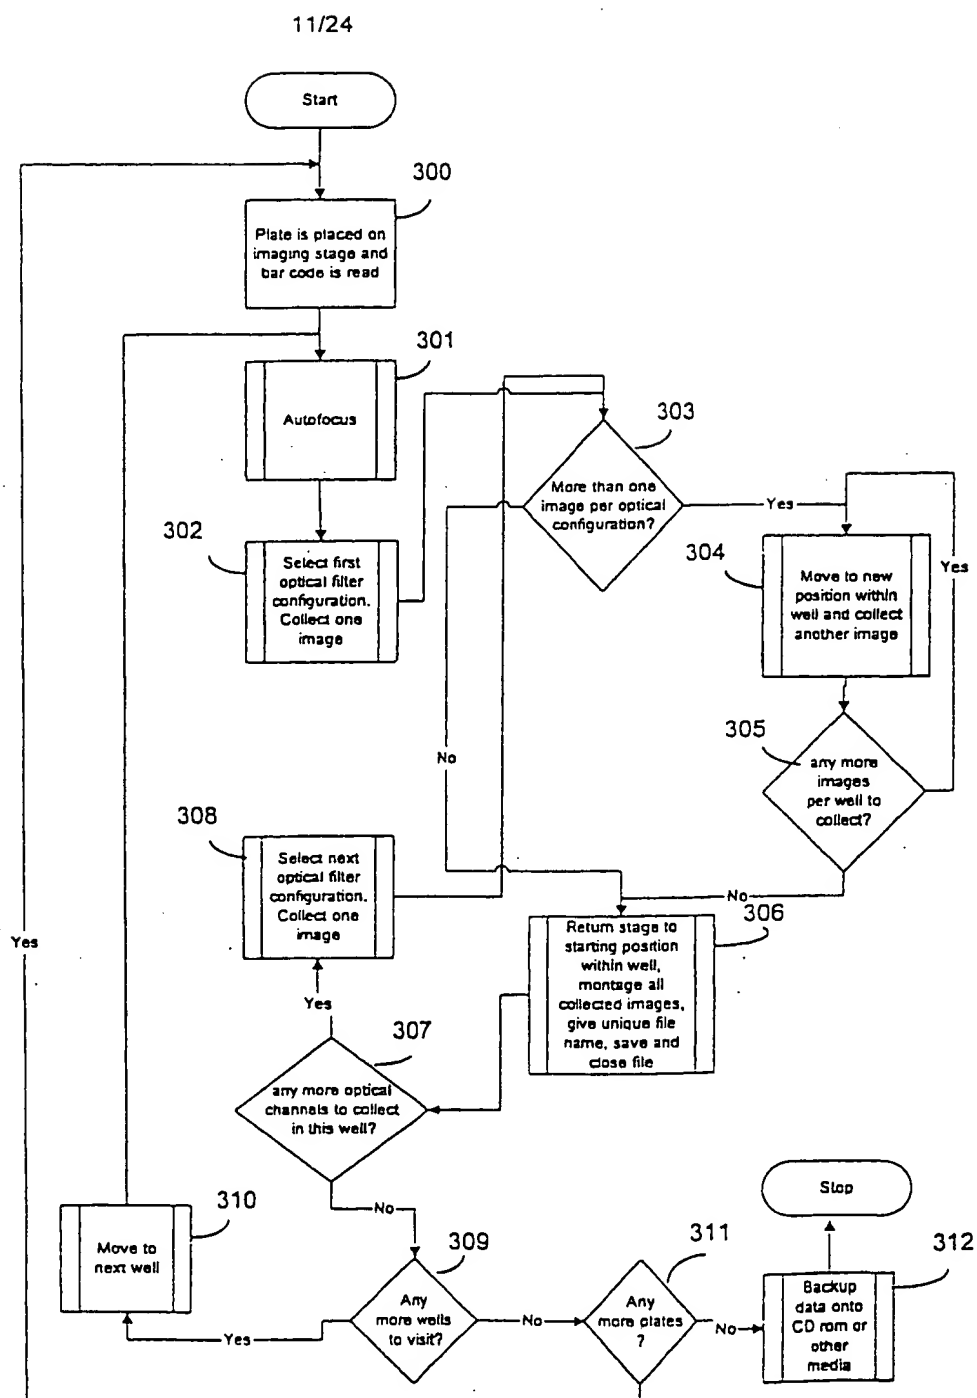 11/24
Start
300
Plate is placed on
imaging stage and
bar code is read
301
Autofocus
302
Select first
optical filter
configuration.
Collect one
image
303
More than one
image per optical
configuration?
Yes
304
Move to new
position within
well and collect
another image
Yes
No
305
any more
images
per well to
collect?
No
308
Select next
optical filter
configuration.
Collect one
image
306
Return stage to
starting position
within well,
montage all
collected images,
give unique file
name, save and
close file
Yes
Yes
307
any more optical
channels to collect
in this well?
No
310
Move to
next well
309
Any
more wells
to visit?
Yes
No
311
Any
more plates
?
No
Stop
312
Backup
data onto
CD rom or
other
media